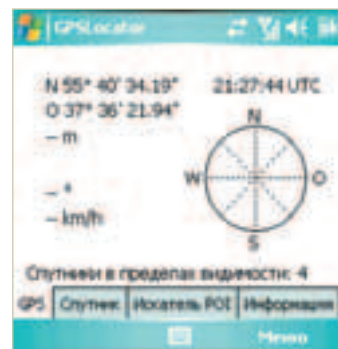 GPSLocator
N 55° 40' 34.19" 21:27:44 UTC
O 37° 36' 21.94"
-- m
N
W O
S
-- °
-- km/h
Спутники в пределах видимости: 4
GPS Спутник Искатель POI Информация
Меню